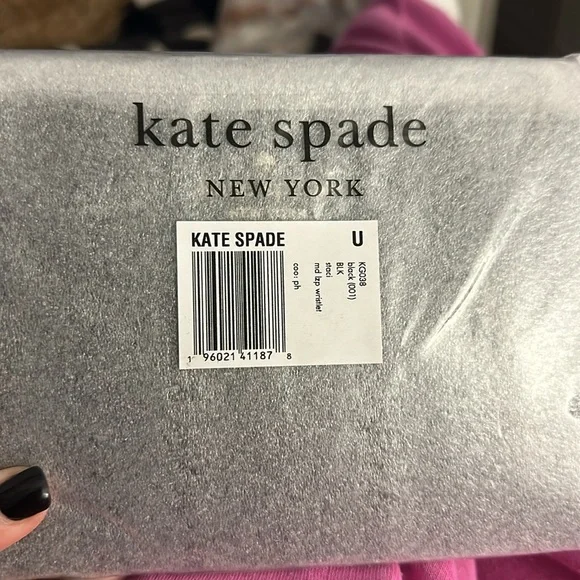 kate spade
NEW YORK
KATE SPADE
U
KG038
black (001)
BLK
staci
md lzp wristlet
coo: ph
1 96021 41187 8